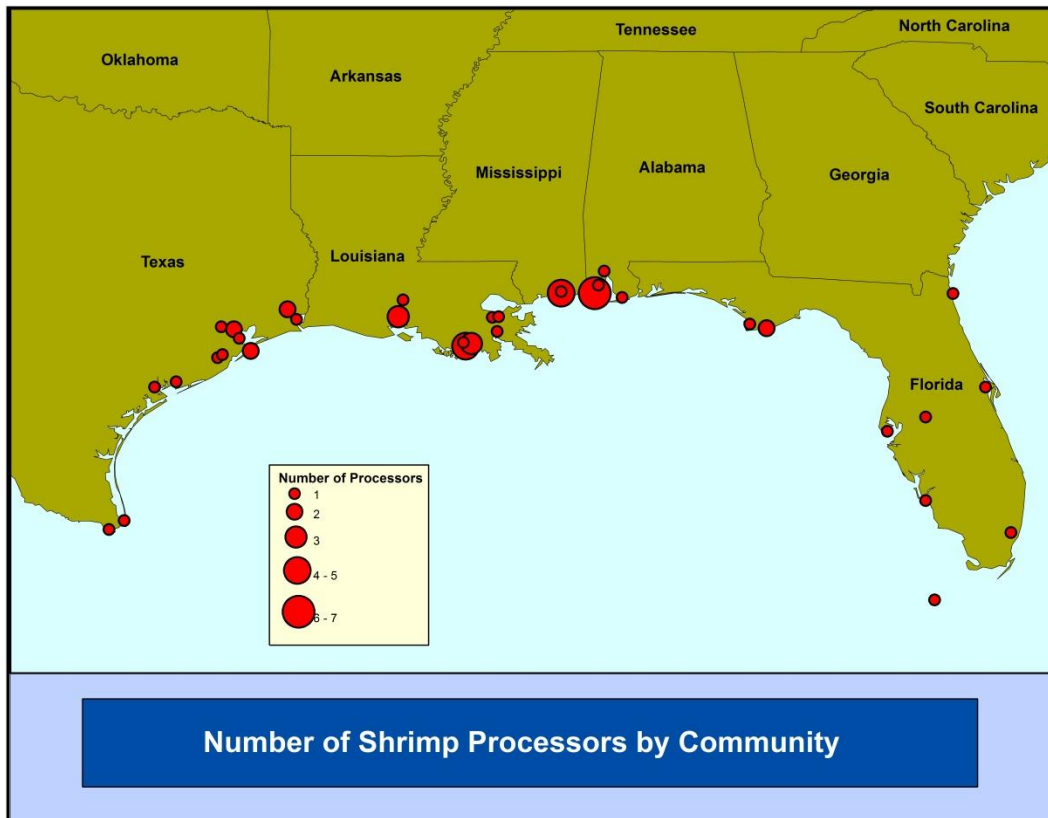 North Carolina
Tennessee
Oklahoma
Arkansas
South Carolina
Mississippi
Alabama
Georgia
Louisiana
Texas
Florida
Number of Processors
1
2
3
4 - 5
6 - 7
Number of Shrimp Processors by Community